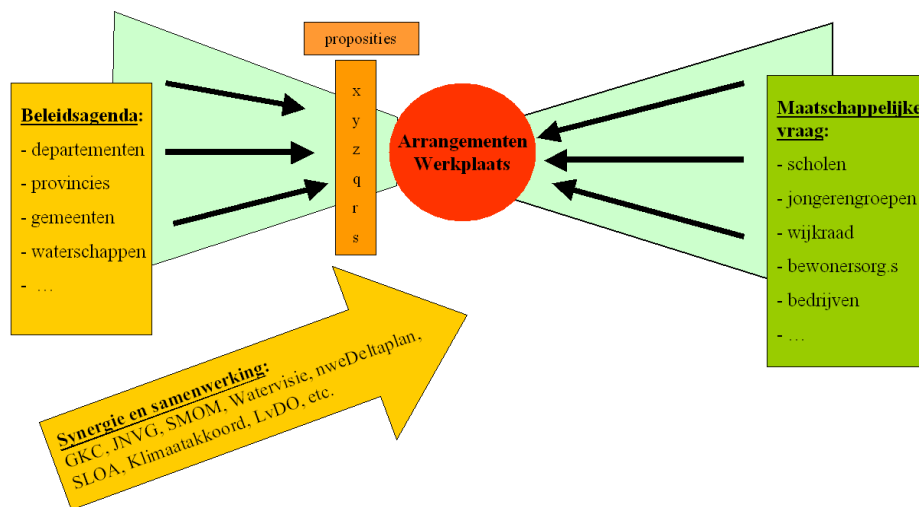 proposities
x
y
z
q
r
s
Beleidsagenda:
- departementen
- provincies
- gemeenten
- waterschappen
- …
Arrangementen
Werkplaats
Maatschappelijke
vraag:
- scholen
- jongerengroepen
- wijkraad
- bewonersorg.s
- bedrijven
- …
Synergie en samenwerking:
GKC, JNVG, SMOM, Watervisie, nweDeltaplan,
SLOA, Klimaatakkoord, LvDO, etc.